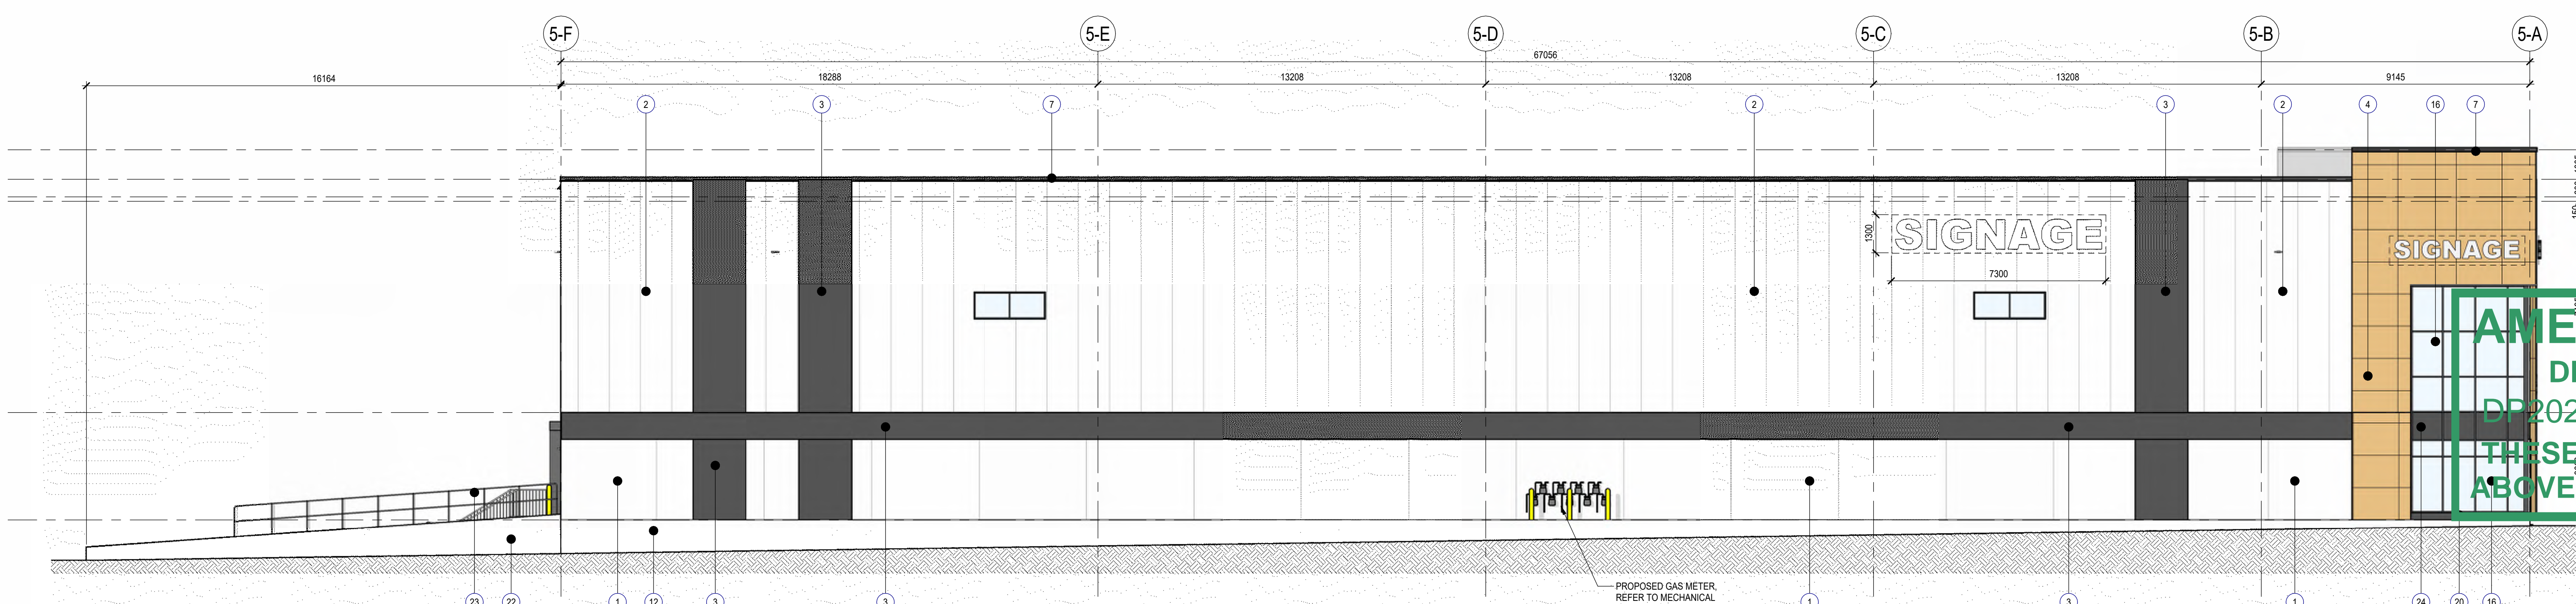 5-F 5-E 5-D 5-C 5-B 5-A
67056
16164 18288 13208 13208 13208 9145
2 3 7 2 3 2 4 16 7
1300
SIGNAGE
SIGNAGE
7300
150
AME
D
DP202
THESE
ABOVE
PROPOSED GAS METER,
REFER TO MECHANICAL
23 22 1 12 3 3 1 3 1 24 20 16